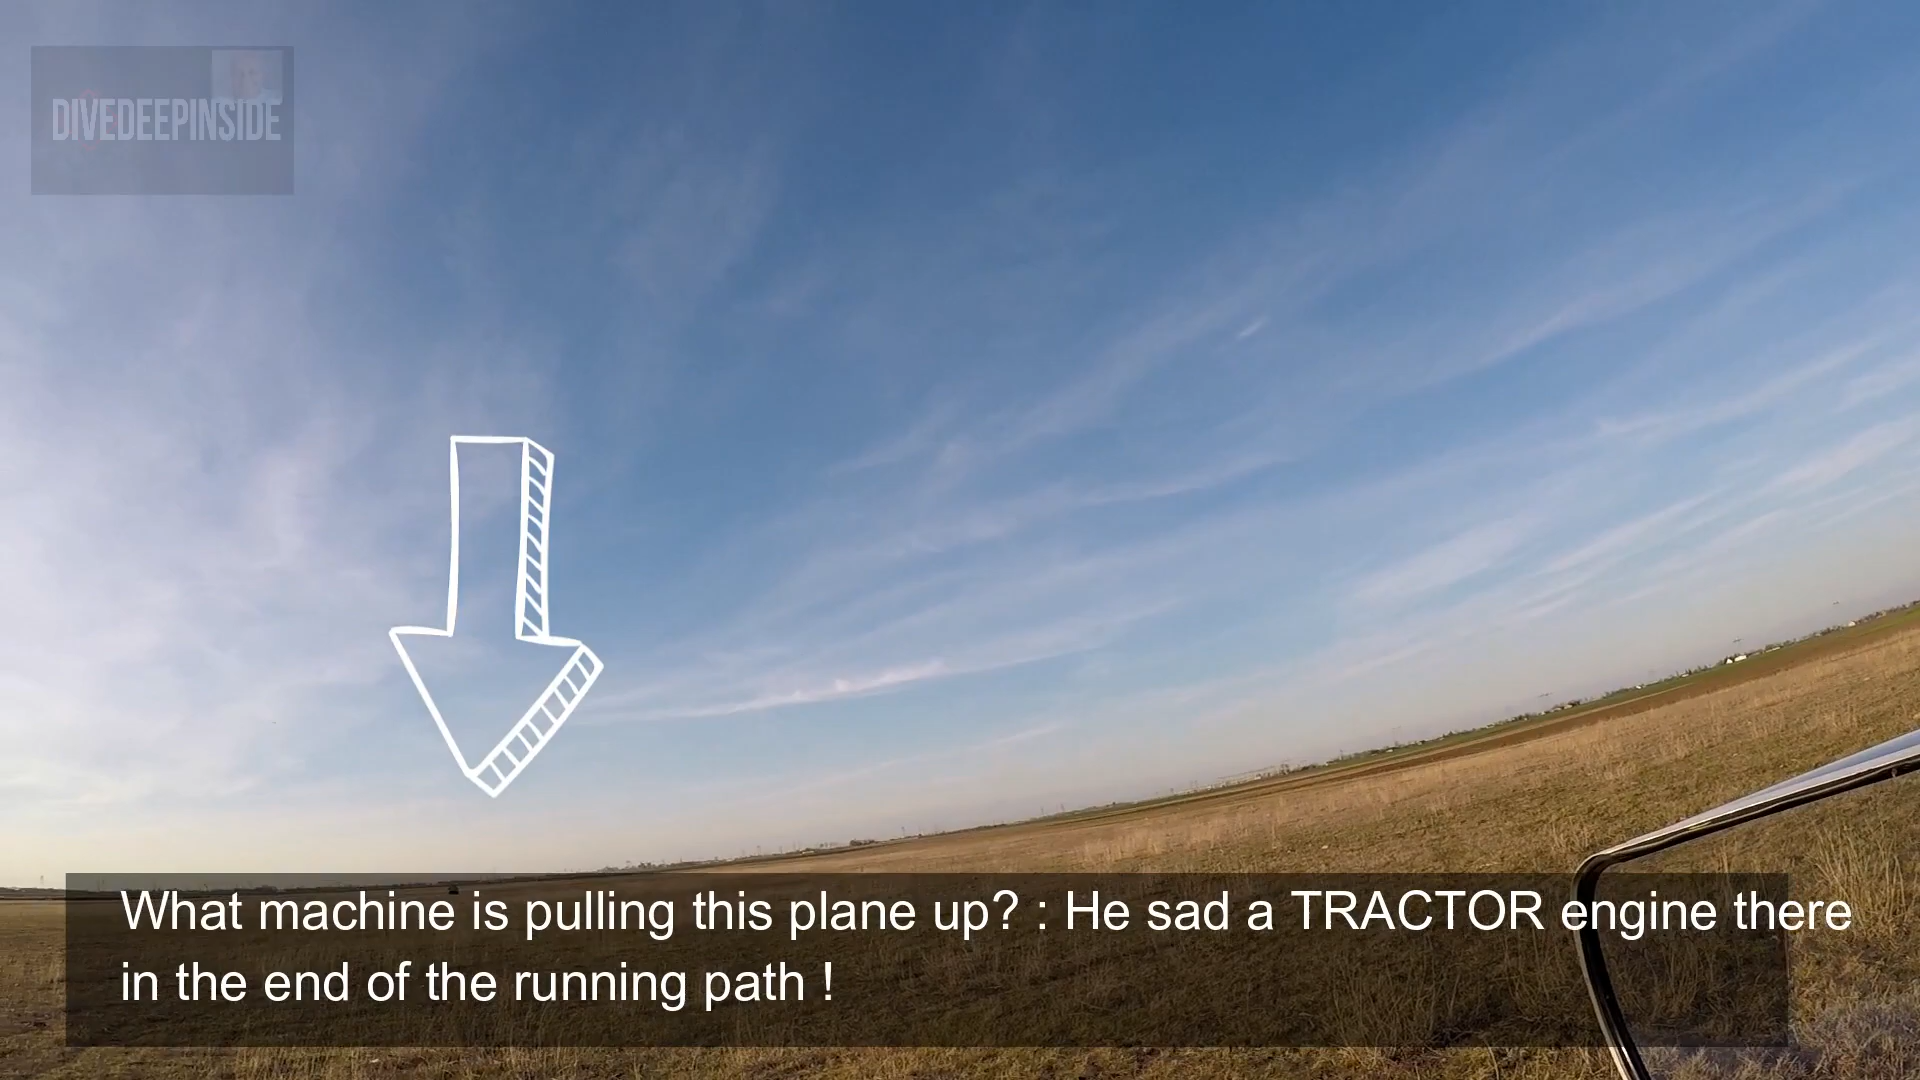 DIVEDEEPINSIDE
What machine is pulling this plane up? : He sad a TRACTOR engine there
in the end of the running path !